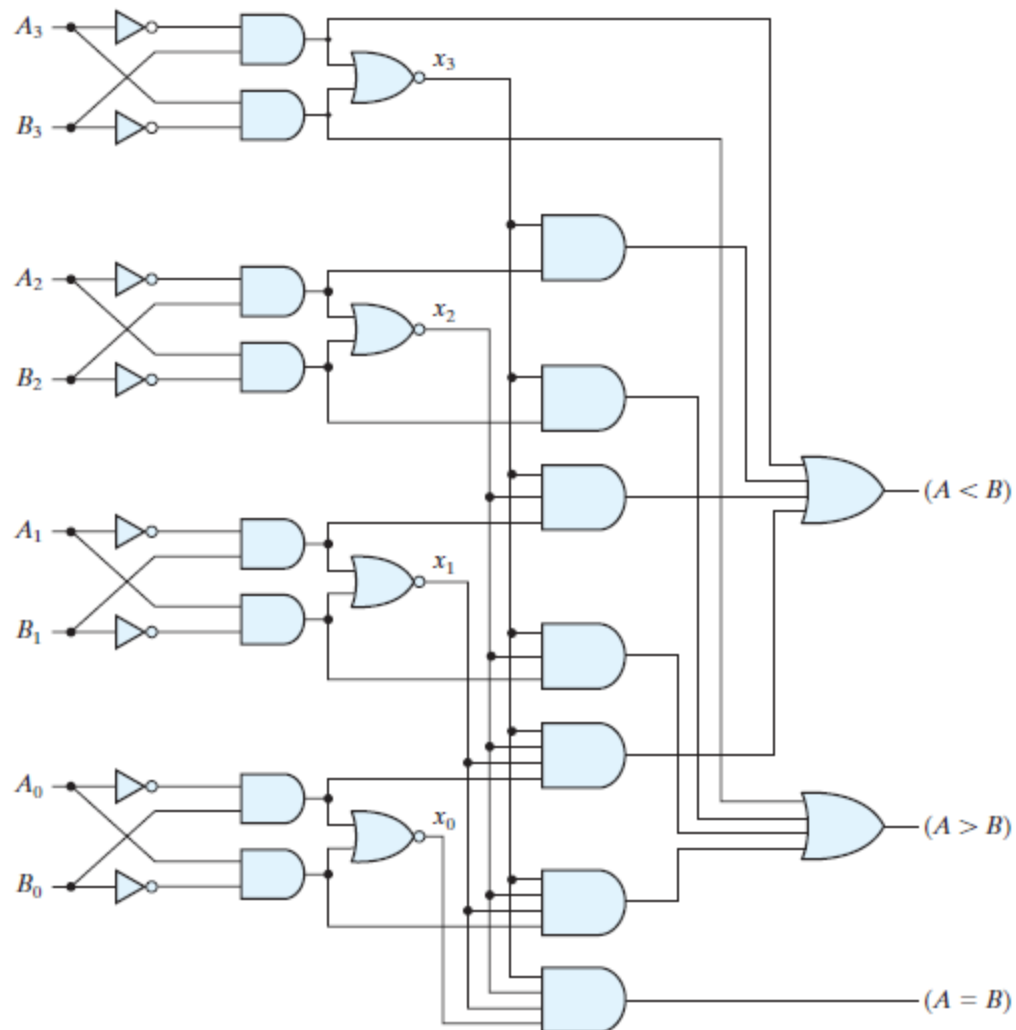 A₃
x₃
B₃
A₂
x₂
B₂
(A < B)
A₁
x₁
B₁
A₀
x₀
(A > B)
B₀
(A = B)